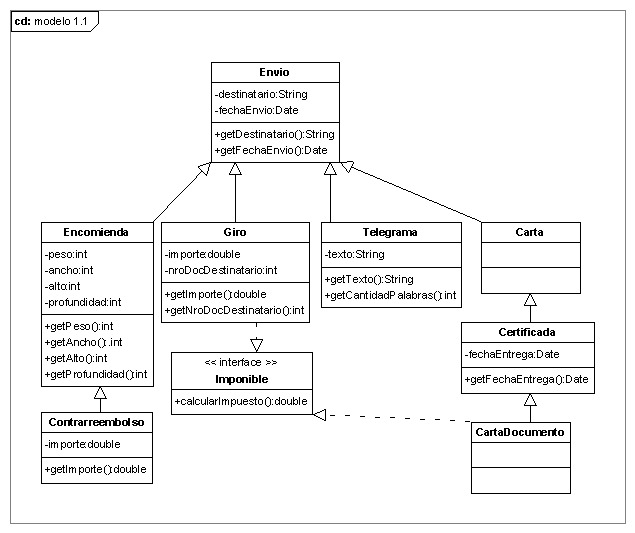 cd: modelo 1.1
Envio
-destinatario:String
-fechaEnvio:Date
+getDestinatario():String
+getFechaEnvio():Date
Encomienda
-peso:int
-ancho:int
-alto:int
-profundidad:int
+getPeso():int
+getAncho():int
+getAlto():int
+getProfundidad():int
Giro
-importe:double
-nroDocDestinatario:int
+getImporte():double
+getNroDocDestinatario():int
Telegrama
-texto:String
+getTexto():String
+getCantidadPalabras():int
Carta
Certificada
-fechaEntrega:Date
+getFechaEntrega():Date
<< interface >>
Imponible
+calcularImpuesto():double
Contrarreembolso
-importe:double
+getImporte():double
CartaDocumento